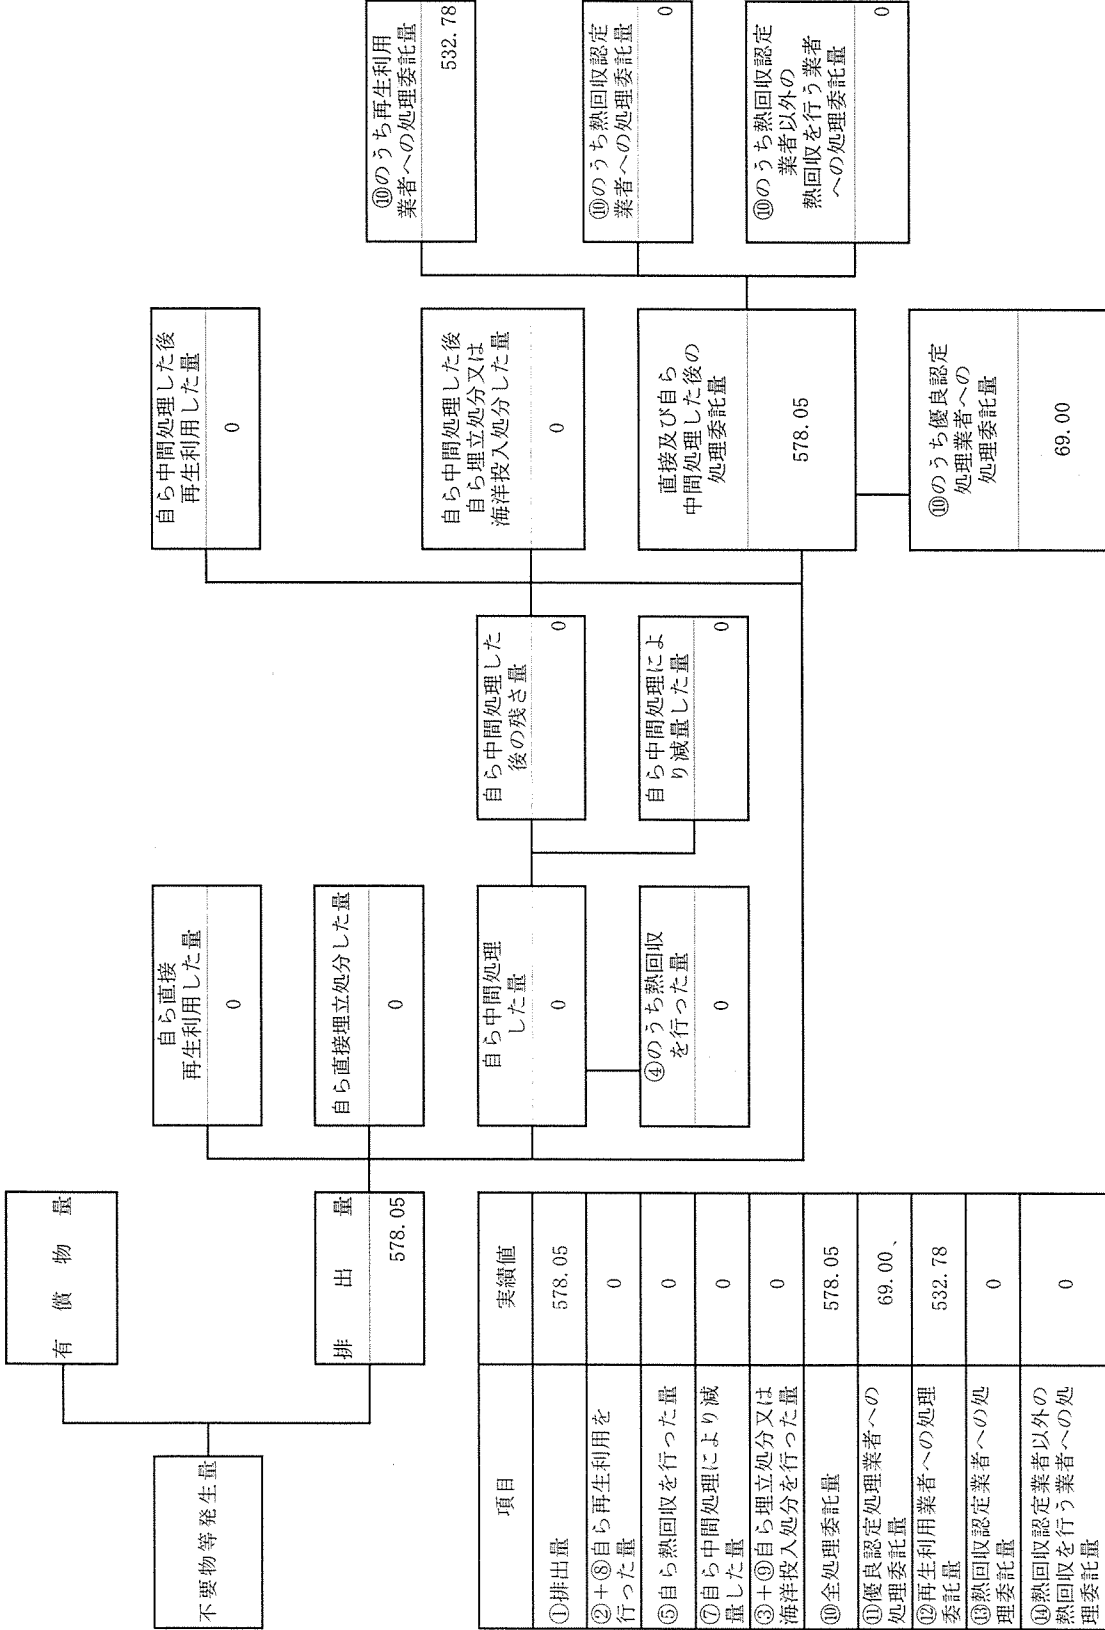 不要物等発生量
有償物量
排出量
578.05
自ら直接
再生利用した量
0
自ら直接埋立処分した量
0
自ら中間処理
した量
0
④のうち熱回収
を行った量
0
自ら中間処理した
後の残さ量
0
自ら中間処理によ
り減量した量
0
自ら中間処理した後
再生利用した量
0
自ら中間処理した後
自ら埋立処分又は
海洋投入処分した量
0
直接及び自ら
中間処理した後の
処理委託量
578.05
⑩のうち優良認定
処理業者への
処理委託量
69.00
⑩のうち再生利用
業者への処理委託量
532.78
⑩のうち熱回収認定
業者への処理委託量
0
⑩のうち熱回収認定
業者以外の
熱回収を行う業者
への処理委託量
0
項目
実績値
①排出量
578.05
②+⑧自ら再生利用を
行った量
0
⑤自ら熱回収を行った量
0
⑦自ら中間処理により減
量した量
0
③+⑨自ら埋立処分又は
海洋投入処分を行った量
0
⑩全処理委託量
578.05
⑪優良認定処理業者への
処理委託量
69.00、
⑫再生利用業者への処理
委託量
532.78
⑬熱回収認定業者への処
理委託量
0
⑭熱回収認定業者以外の
熱回収を行う業者への処
理委託量
0